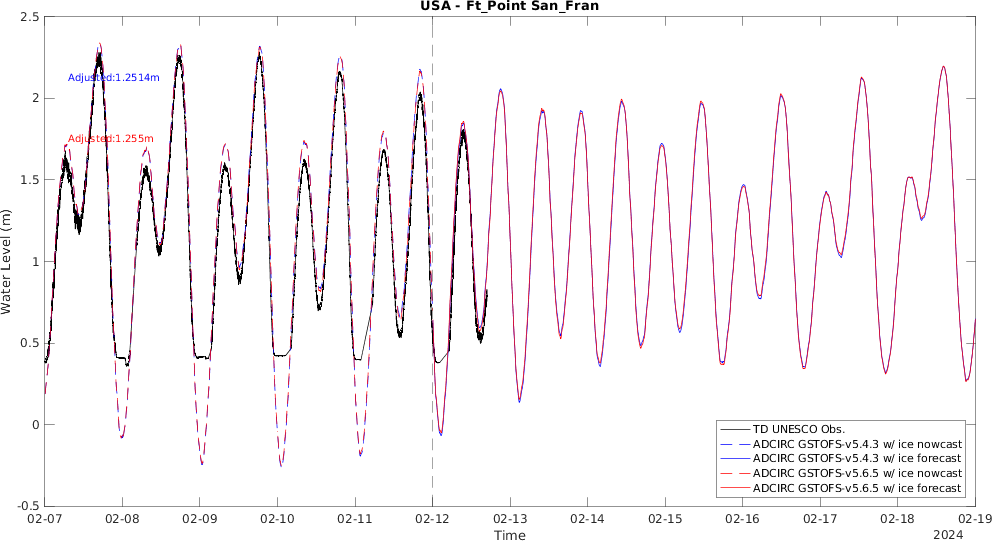 USA - Ft_Point San_Fran
2.5
2
1.5
1
0.5
0
-0.5
Water Level (m)
Adjusted:1.2514m
Adjusted:1.255m
TD UNESCO Obs.
ADCIRC GSTOFS-v5.4.3 w/ ice nowcast
ADCIRC GSTOFS-v5.4.3 w/ ice forecast
ADCIRC GSTOFS-v5.6.5 w/ ice nowcast
ADCIRC GSTOFS-v5.6.5 w/ ice forecast
02-07 02-08 02-09 02-10 02-11 02-12 02-13 02-14 02-15 02-16 02-17 02-18 02-19
Time
2024